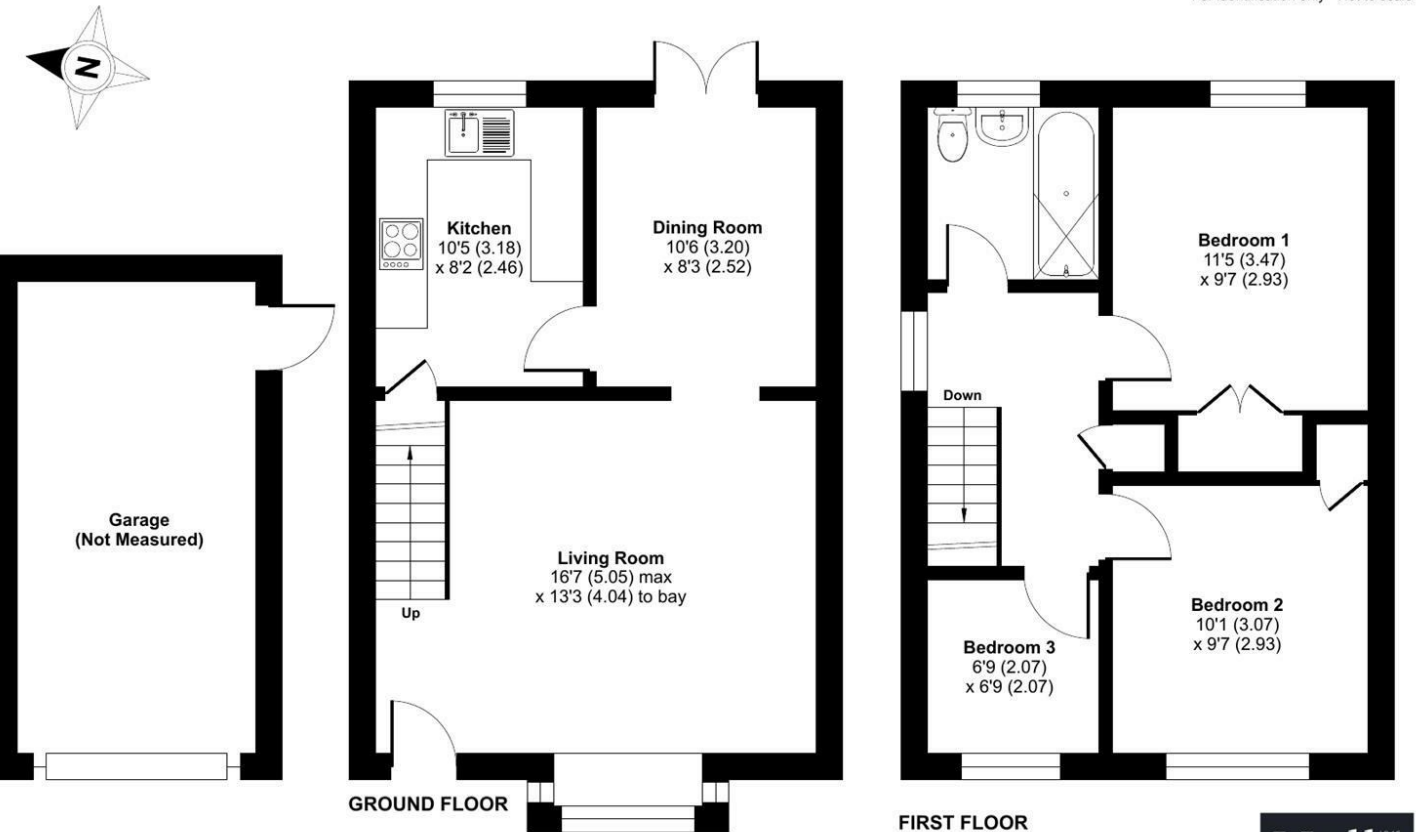 N
Kitchen
10'5 (3.18)
x 8'2 (2.46)
Dining Room
10'6 (3.20)
x 8'3 (2.52)
Bedroom 1
11'5 (3.47)
x 9'7 (2.93)
Down
Garage
(Not Measured)
Living Room
16'7 (5.05) max
x 13'3 (4.04) to bay
Up
Bedroom 2
10'1 (3.07)
x 9'7 (2.93)
Bedroom 3
6'9 (2.07)
x 6'9 (2.07)
GROUND FLOOR
FIRST FLOOR